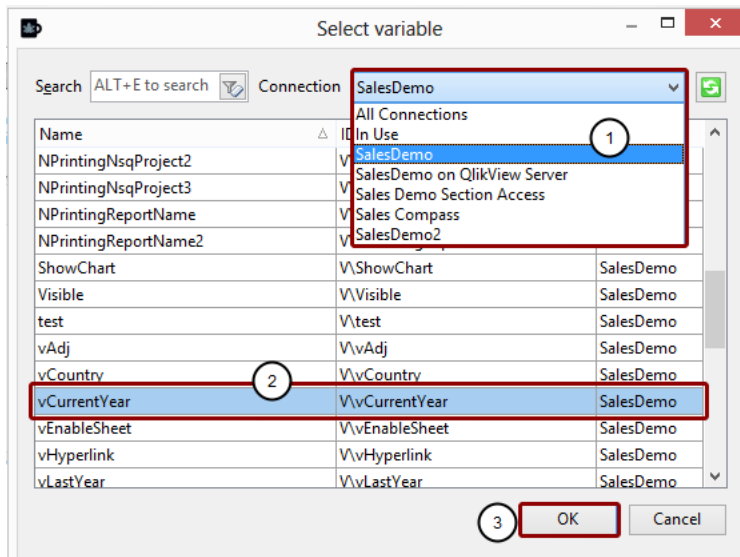 Select variable
Search ALT+E to search Connection SalesDemo
All Connections
In Use
SalesDemo
SalesDemo on QlikView Server
Sales Demo Section Access
Sales Compass
SalesDemo2
1
Name ID
NPrintingNsqProject2 V\
NPrintingNsqProject3 V\
NPrintingReportName V\
NPrintingReportName2 V\
ShowChart V\ShowChart SalesDemo
Visible V\Visible SalesDemo
test V\test SalesDemo
vAdj V\vAdj SalesDemo
vCountry V\vCountry SalesDemo
2
vCurrentYear V\vCurrentYear SalesDemo
vEnableSheet V\vEnableSheet SalesDemo
vHyperlink V\vHyperlink SalesDemo
vLastYear V\vLastYear SalesDemo
3 OK Cancel